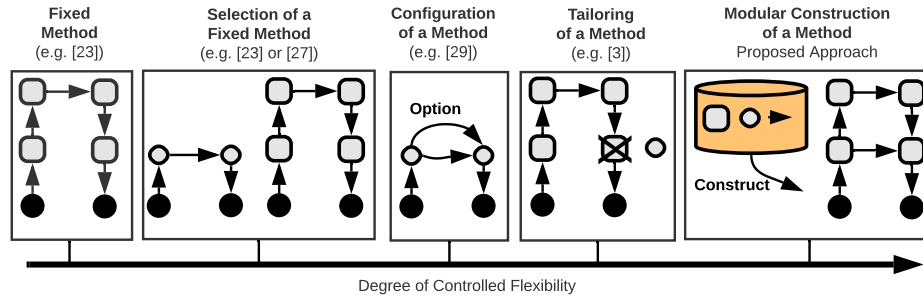 Fixed
Method
(e.g. [23])
Selection of a
Fixed Method
(e.g. [23] or [27])
Configuration
of a Method
(e.g. [29])
Tailoring
of a Method
(e.g. [3])
Modular Construction
of a Method
Proposed Approach
Option
Construct
Degree of Controlled Flexibility